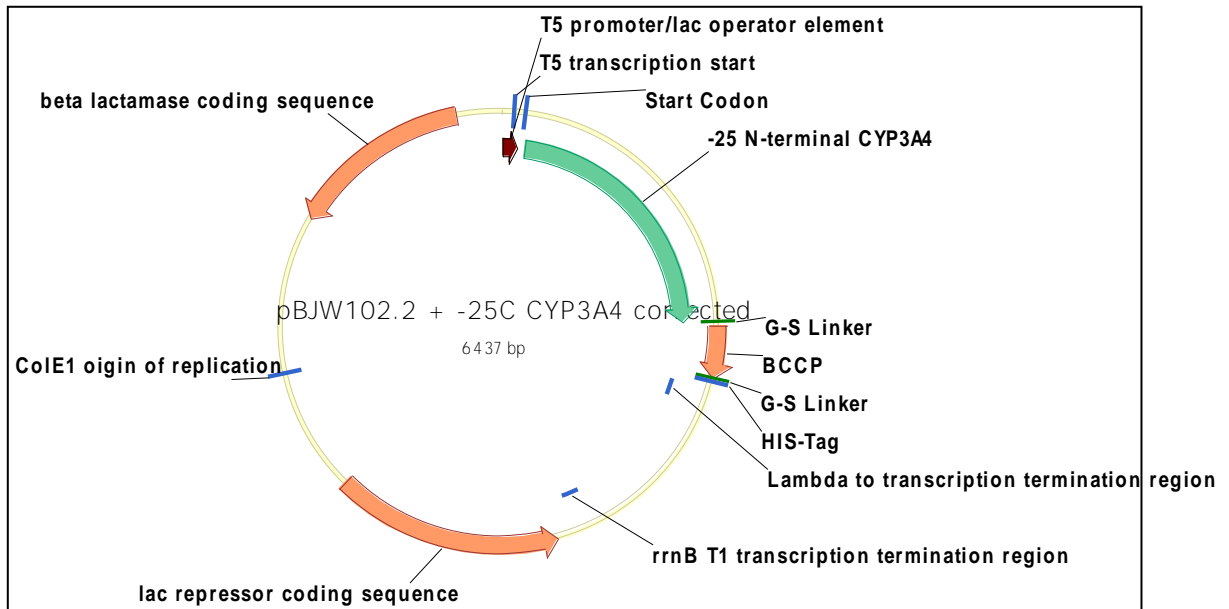 T5 promoter/lac operator element
T5 transcription start
beta lactamase coding sequence
Start Codon
-25 N-terminal CYP3A4
pBJW102.2 + -25C CYP3A4 corrected
6437 bp
G-S Linker
BCCP
ColE1 oigin of replication
G-S Linker
HIS-Tag
Lambda to transcription termination region
rrnB T1 transcription termination region
lac repressor coding sequence